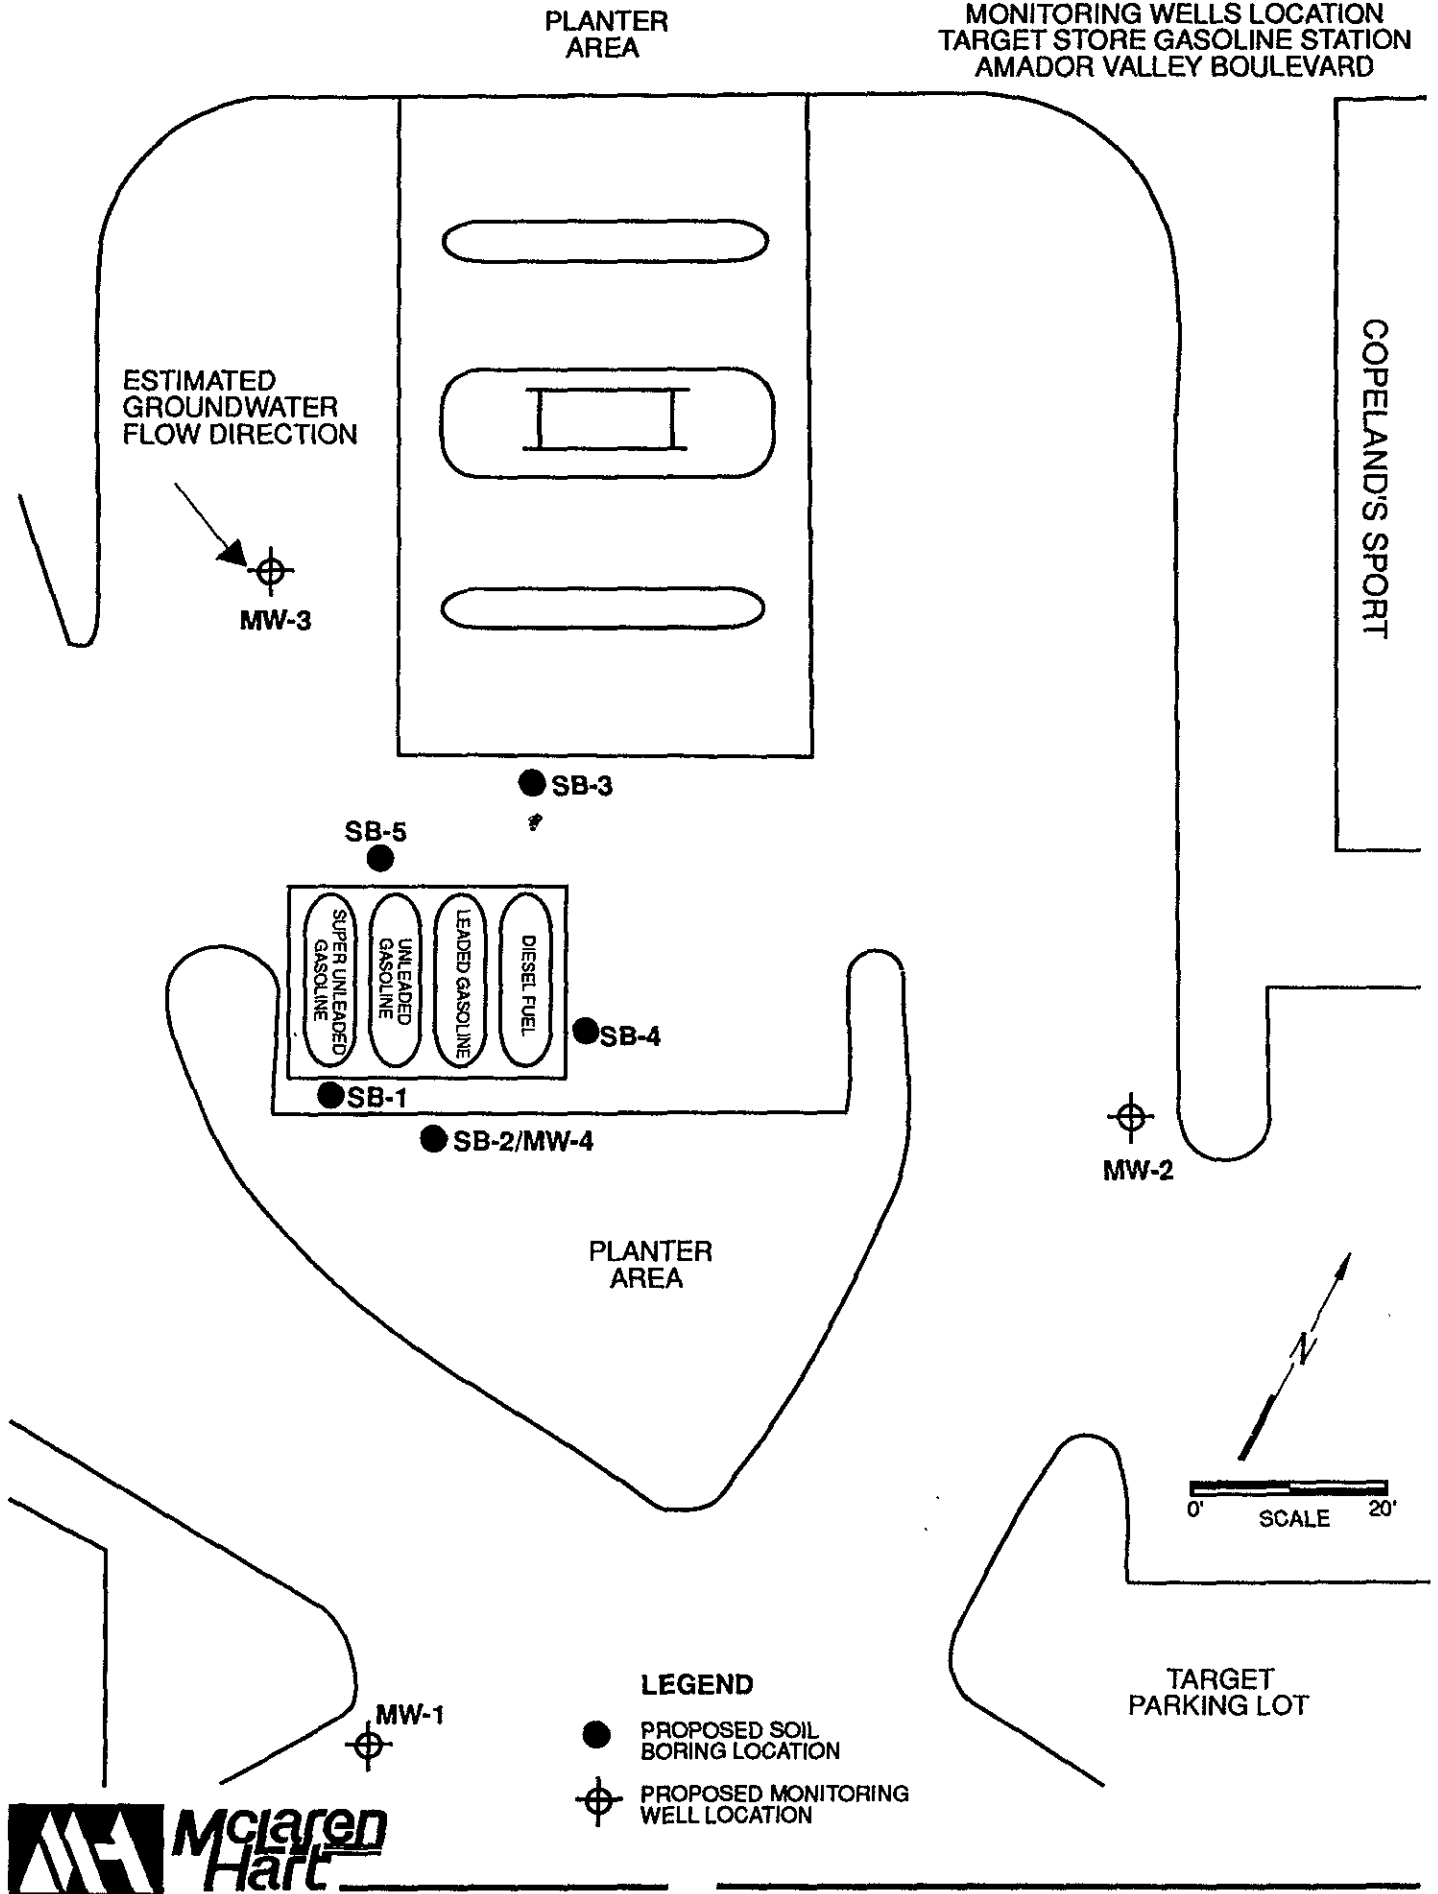 PLANTER
AREA
MONITORING WELLS LOCATION
TARGET STORE GASOLINE STATION
AMADOR VALLEY BOULEVARD
COPELAND'S SPORT
ESTIMATED
GROUNDWATER
FLOW DIRECTION
MW-3
SB-3
SB-5
SUPER UNLEADED
GASOLINE
UNLEADED
GASOLINE
LEADED GASOLINE
DIESEL FUEL
SB-4
SB-1
SB-2/MW-4
MW-2
PLANTER
AREA
N
0' 20'
SCALE
TARGET
PARKING LOT
MW-1
LEGEND
PROPOSED SOIL
BORING LOCATION
PROPOSED MONITORING
WELL LOCATION
McLaren
Hart